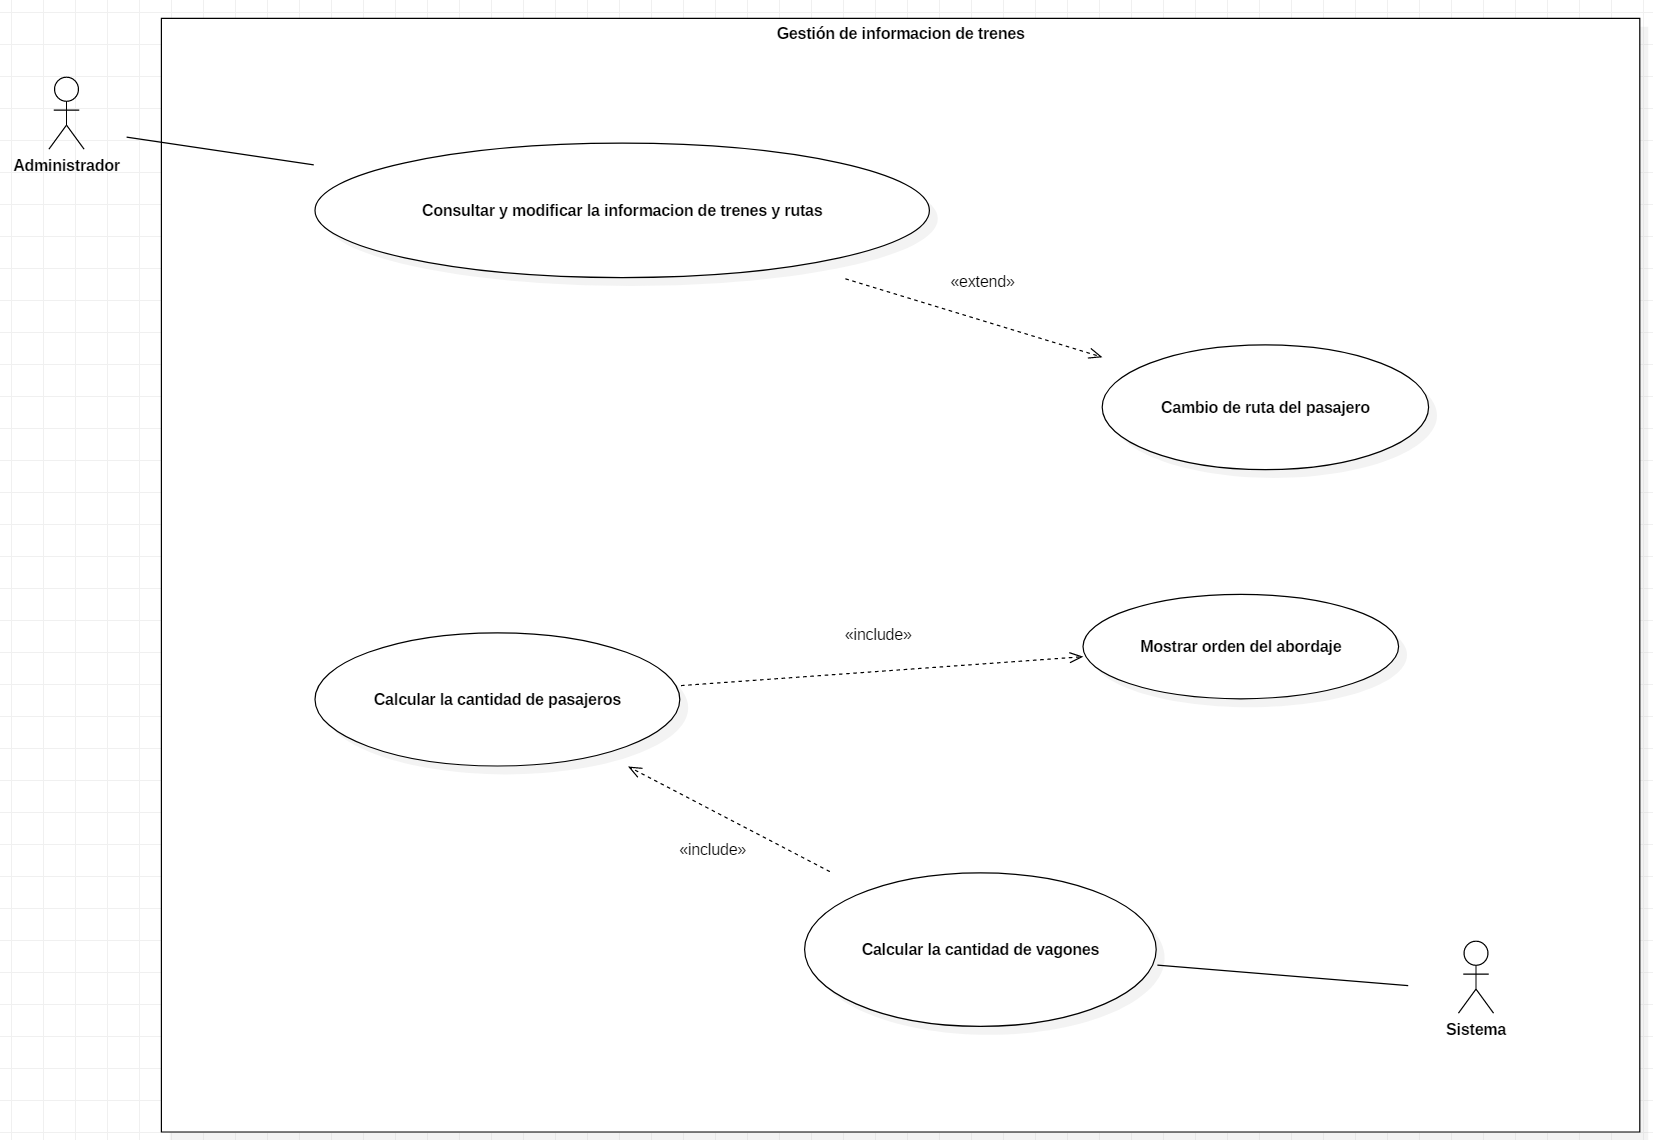 Gestión de informacion de trenes
Administrador
Consultar y modificar la informacion de trenes y rutas
«extend»
Cambio de ruta del pasajero
«include»
Mostrar orden del abordaje
Calcular la cantidad de pasajeros
«include»
Calcular la cantidad de vagones
Sistema